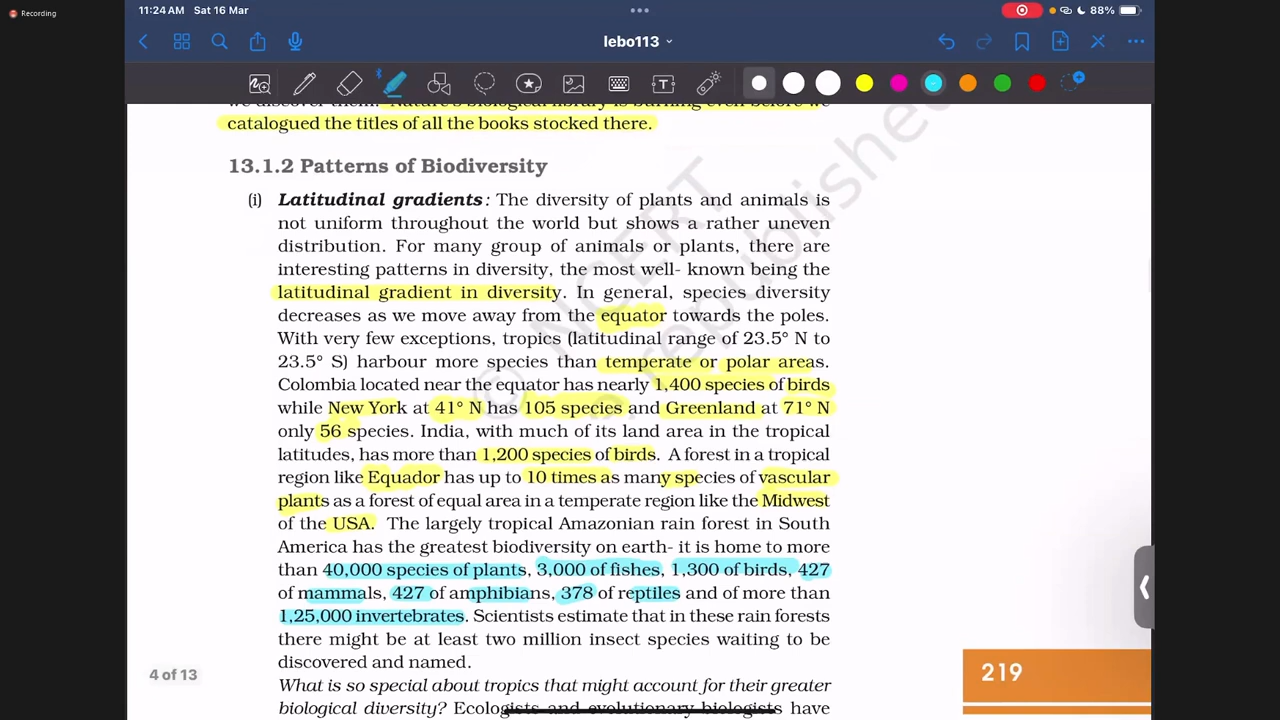 Recording
11:24 AM Sat 16 Mar
88%
lebo113
T
we discover them. Nature's biological library is burning even before we
catalogued the titles of all the books stocked there.
13.1.2 Patterns of Biodiversity
(i) Latitudinal gradients: The diversity of plants and animals is
not uniform throughout the world but shows a rather uneven
distribution. For many group of animals or plants, there are
interesting patterns in diversity, the most well- known being the
latitudinal gradient in diversity. In general, species diversity
decreases as we move away from the equator towards the poles.
With very few exceptions, tropics (latitudinal range of 23.5° N to
23.5° S) harbour more species than temperate or polar areas.
Colombia located near the equator has nearly 1,400 species of birds
while New York at 41° N has 105 species and Greenland at 71° N
only 56 species. India, with much of its land area in the tropical
latitudes, has more than 1,200 species of birds. A forest in a tropical
region like Equador has up to 10 times as many species of vascular
plants as a forest of equal area in a temperate region like the Midwest
of the USA. The largely tropical Amazonian rain forest in South
America has the greatest biodiversity on earth- it is home to more
than 40,000 species of plants, 3,000 of fishes, 1,300 of birds, 427
of mammals, 427 of amphibians, 378 of reptiles and of more than
1,25,000 invertebrates. Scientists estimate that in these rain forests
there might be at least two million insect species waiting to be
discovered and named.
What is so special about tropics that might account for their greater
biological diversity? Ecologists and evolutionary biologists have
© NCERT
republished
4 of 13
219